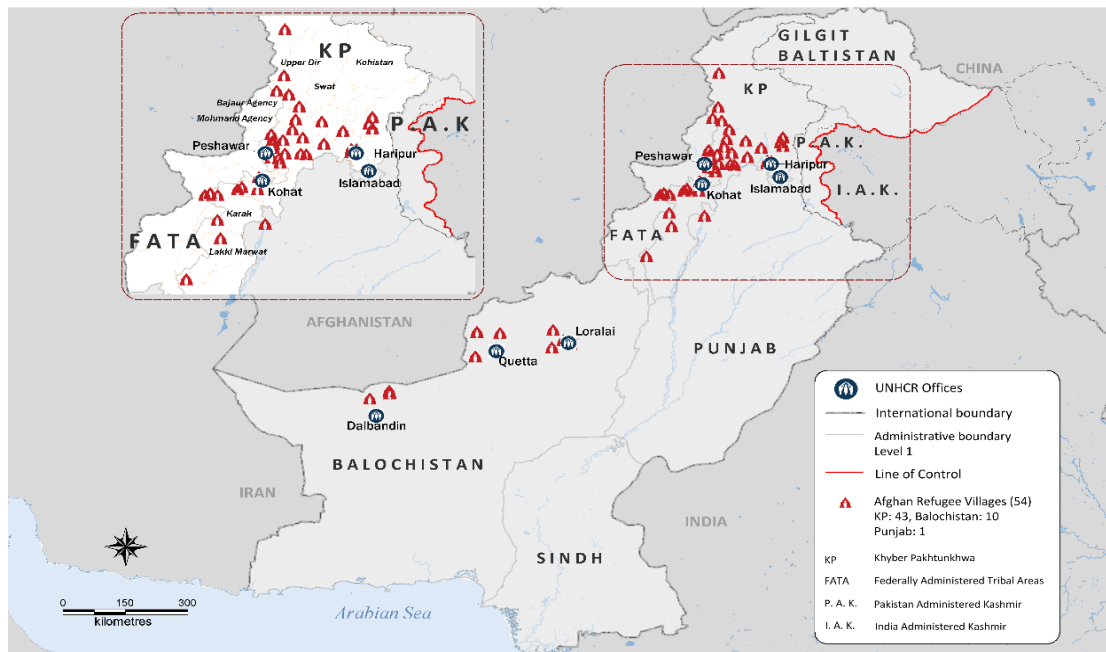 KP
Upper Dir
Kohistan
Swat
Bajaur Agency
Mohmand Agency
P.A.K
Peshawar
Haripur
Islamabad
Kohat
Karak
FATA
Lakki Marwat
GILGIT
BALTISTAN
CHINA
KP
P.A.K.
Peshawar
Haripur
Islamabad
I.A.K.
Kohat
FATA
AFGHANISTAN
Loralai
Quetta
PUNJAB
Dalbandin
BALOCHISTAN
IRAN
INDIA
SINDH
Arabian Sea
0 150 300
kilometres
UNHCR Offices
International boundary
Administrative boundary
Level 1
Line of Control
Afghan Refugee Villages (54)
KP: 43, Balochistan: 10
Punjab: 1
KP Khyber Pakhtunkhwa
FATA Federally Administered Tribal Areas
P. A. K. Pakistan Administered Kashmir
I. A. K. India Administered Kashmir